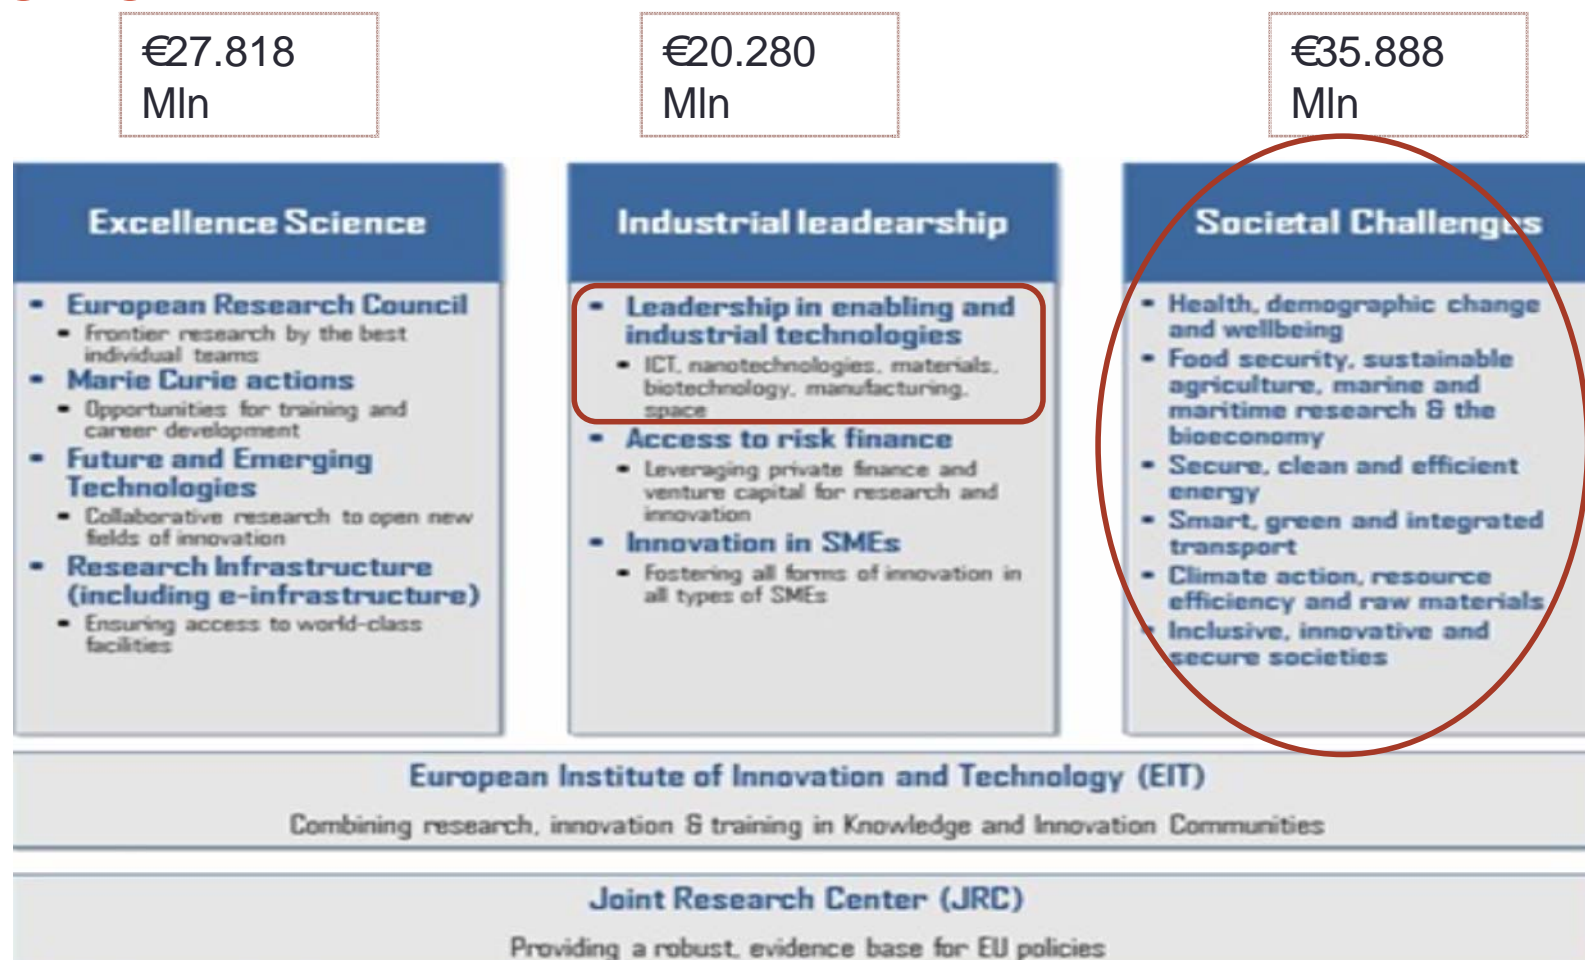 €27.818
Mln
€20.280
Mln
€35.888
Mln
Excellence Science
▪ European Research Council
▪ Frontier research by the best
individual teams
▪ Marie Curie actions
▪ Opportunities for training and
career development
▪ Future and Emerging
Technologies
▪ Collaborative research to open new
fields of innovation
▪ Research Infrastructure
(including e-infrastructure)
▪ Ensuring access to world-class
facilities
Industrial leadearship
▪ Leadership in enabling and
industrial technologies
▪ ICT, nanotechnologies, materials,
biotechnology, manufacturing,
space
▪ Access to risk finance
▪ Leveraging private finance and
venture capital for research and
innovation
▪ Innovation in SMEs
▪ Fostering all forms of innovation in
all types of SMEs
Societal Challenges
▪ Health, demographic change
and wellbeing
▪ Food security, sustainable
agriculture, marine and
maritime research & the
bioeconomy
▪ Secure, clean and efficient
energy
▪ Smart, green and integrated
transport
▪ Climate action, resource
efficiency and raw materials
▪ Inclusive, innovative and
secure societies
European Institute of Innovation and Technology (EIT)
Combining research, innovation & training in Knowledge and Innovation Communities
Joint Research Center (JRC)
Providing a robust, evidence base for EU policies